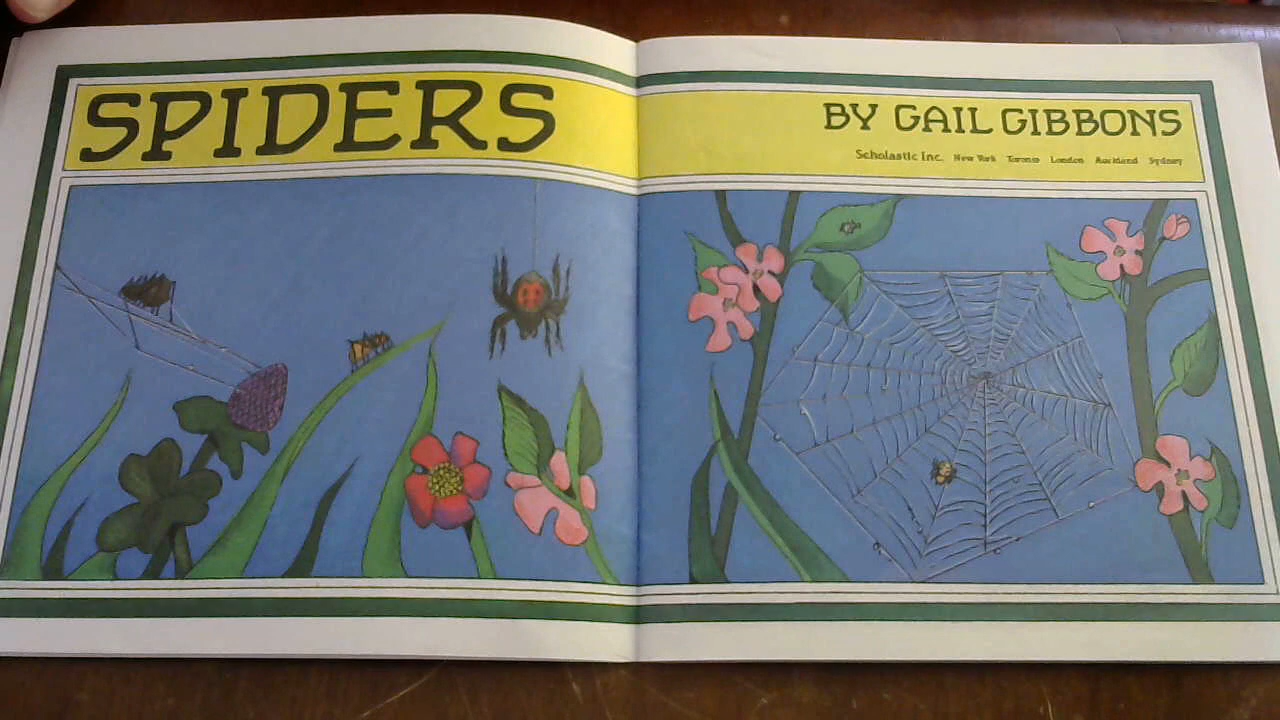 SPIDERS
BY GAIL GIBBONS
Scholastic Inc. New York Toronto London Auckland Sydney